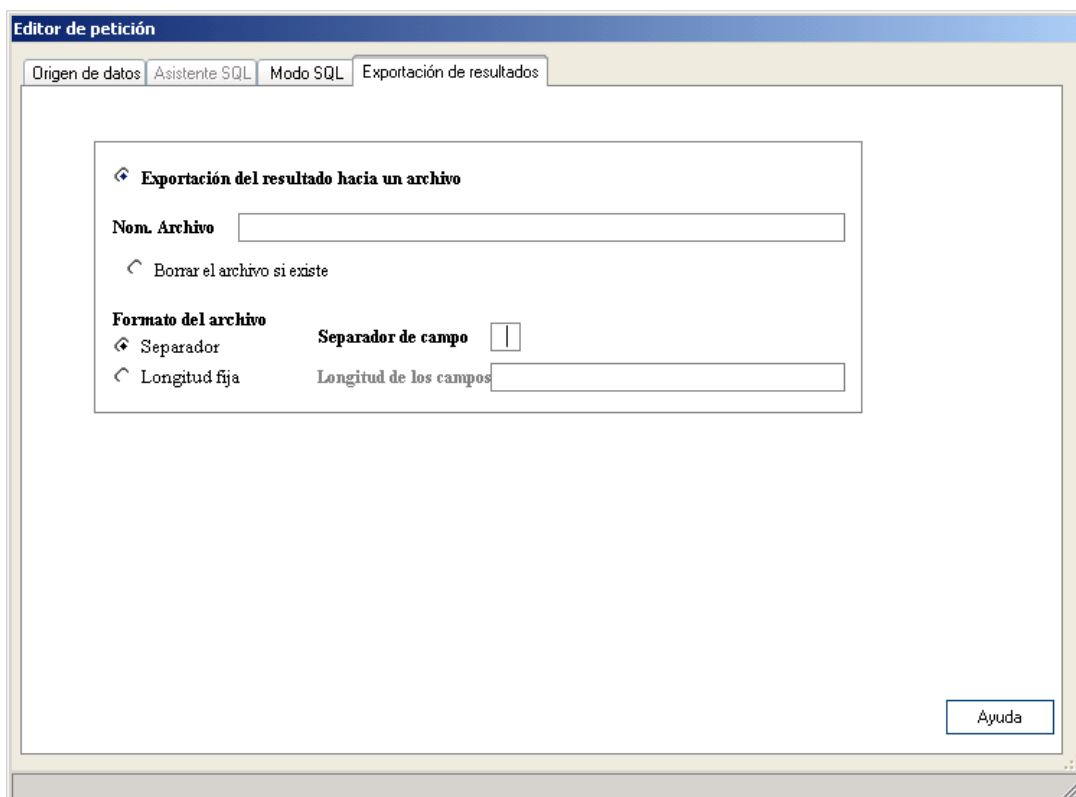 Editor de petición
Origen de datos Asistente SQL Modo SQL Exportación de resultados
Exportación del resultado hacia un archivo
Nom. Archivo
Borrar el archivo si existe
Formato del archivo
Separador de campo |
Separador
Longitud fija Longitud de los campos
Ayuda